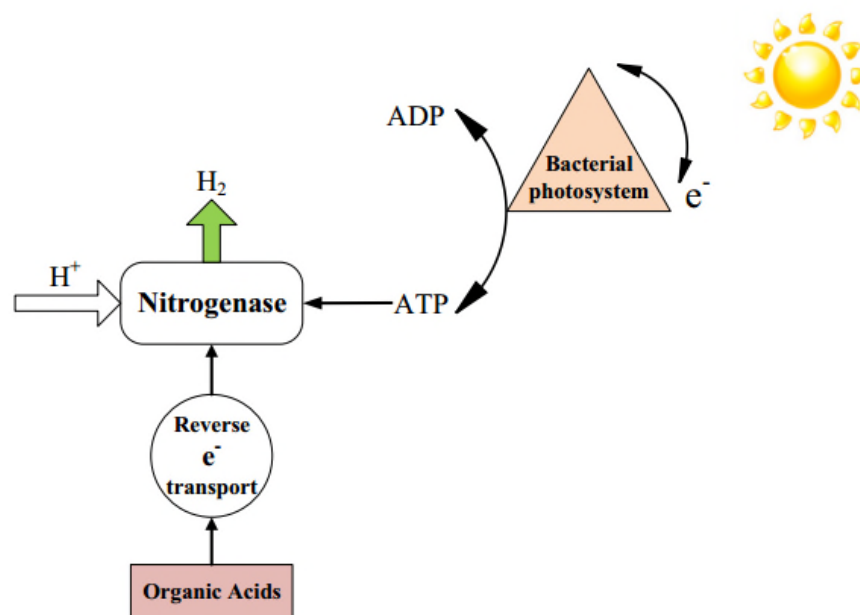 ADP
Bacterial
photosystem
e⁻
H₂
H⁺
Nitrogenase
ATP
Reverse
e⁻
transport
Organic Acids